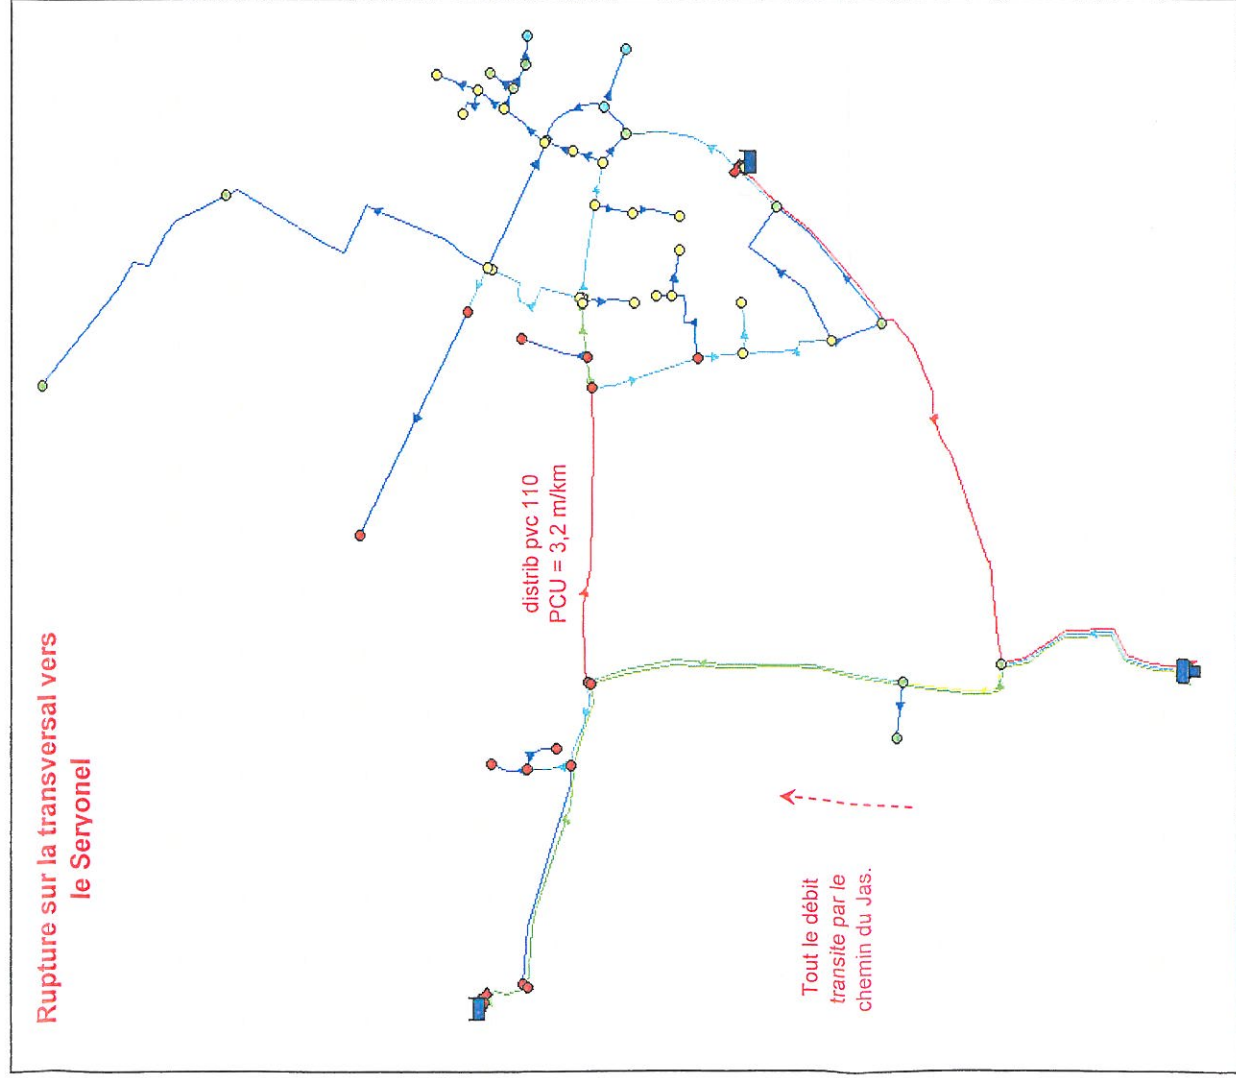 Rupture sur la transversal vers
le Seryonel
distrib pvc 110
PCU = 3,2 m/km
Tout le débit
transite par le
chemin du Jas.